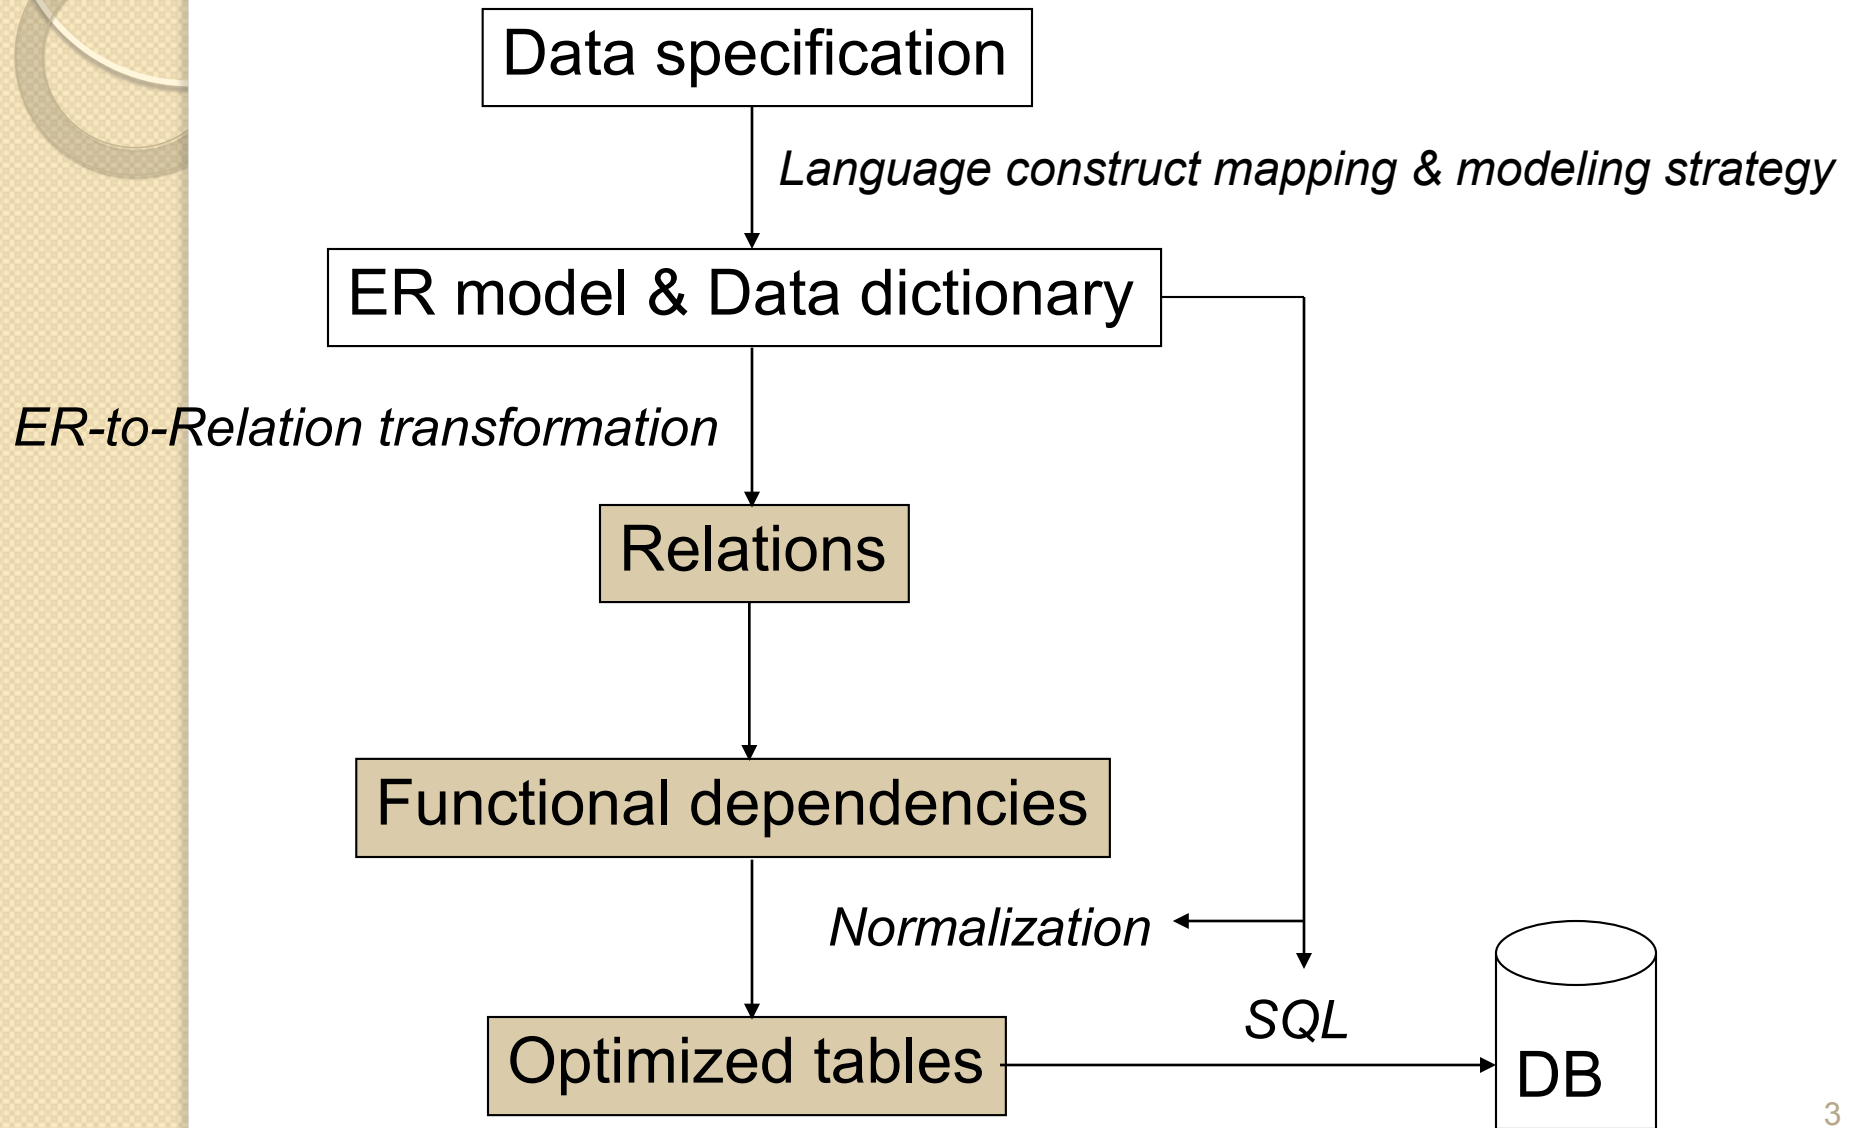 Data specification
Language construct mapping & modeling strategy
ER model & Data dictionary
ER-to-Relation transformation
Relations
Functional dependencies
Normalization
SQL
Optimized tables
DB
3